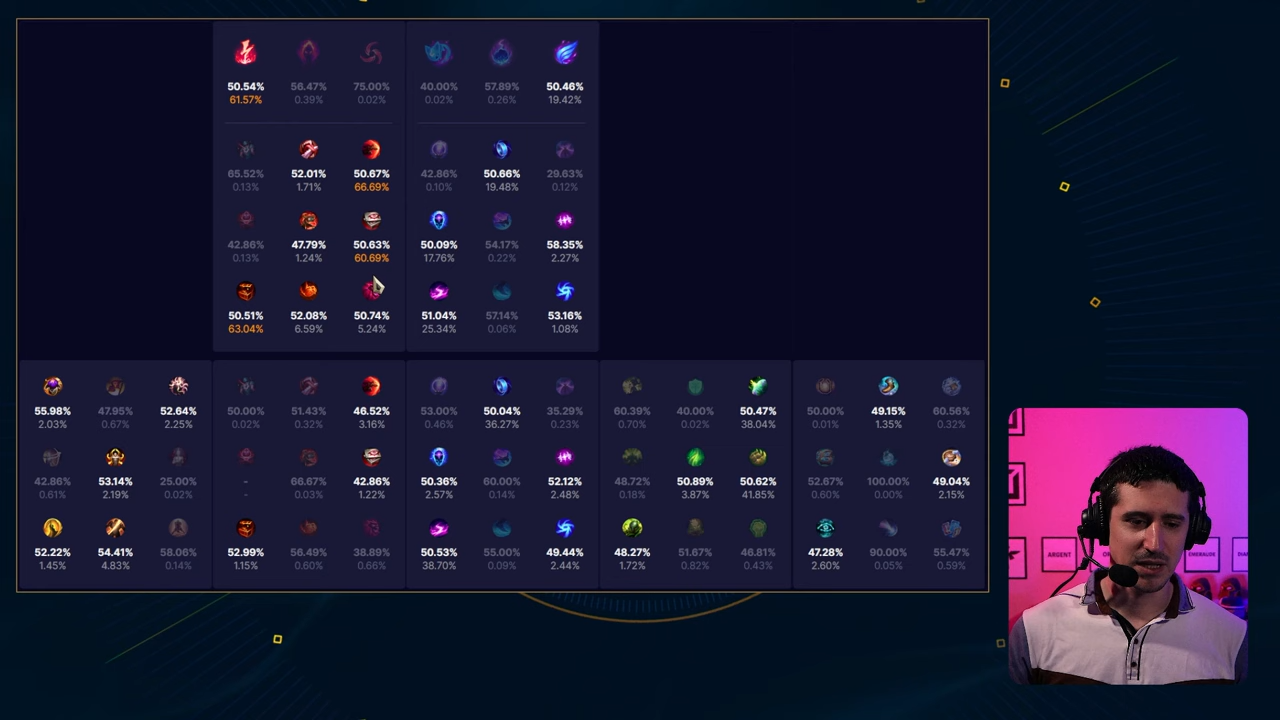 50.54% 56.47% 75.00% 40.00% 57.89% 50.46%
61.57% 0.39% 0.02% 0.02% 0.26% 19.42%
65.52% 52.01% 50.67% 42.86% 50.66% 29.63%
0.13% 1.71% 66.69% 0.10% 19.48% 0.12%
42.86% 47.79% 50.63% 50.09% 54.17% 58.35%
0.13% 1.24% 60.69% 17.76% 0.22% 2.27%
50.51% 52.08% 50.74% 51.04% 57.14% 53.16%
63.04% 6.59% 5.24% 25.34% 0.06% 1.08%
55.98% 47.95% 52.64% 50.00% 51.43% 46.52% 53.00% 50.04% 35.29% 60.39% 40.00% 50.47% 50.00% 49.15% 60.56%
2.03% 0.67% 2.25% 0.02% 0.32% 3.16% 0.46% 36.27% 0.23% 0.70% 0.02% 38.04% 0.01% 1.35% 0.32%
42.86% 53.14% 25.00% - 66.67% 42.86% 50.36% 60.00% 52.12% 48.72% 50.89% 50.62% 52.67% 100.00% 49.04%
0.61% 2.19% 0.02% - 0.03% 1.22% 2.57% 0.14% 2.48% 0.18% 3.87% 41.85% 0.60% 0.00% 2.15%
52.22% 54.41% 58.06% 52.99% 56.49% 38.89% 50.53% 55.00% 49.44% 48.27% 51.67% 46.81% 47.28% 90.00% 55.47%
1.45% 4.83% 0.14% 1.15% 0.60% 0.66% 38.70% 0.09% 2.44% 1.72% 0.82% 0.43% 2.60% 0.05% 0.59%
ARGENT